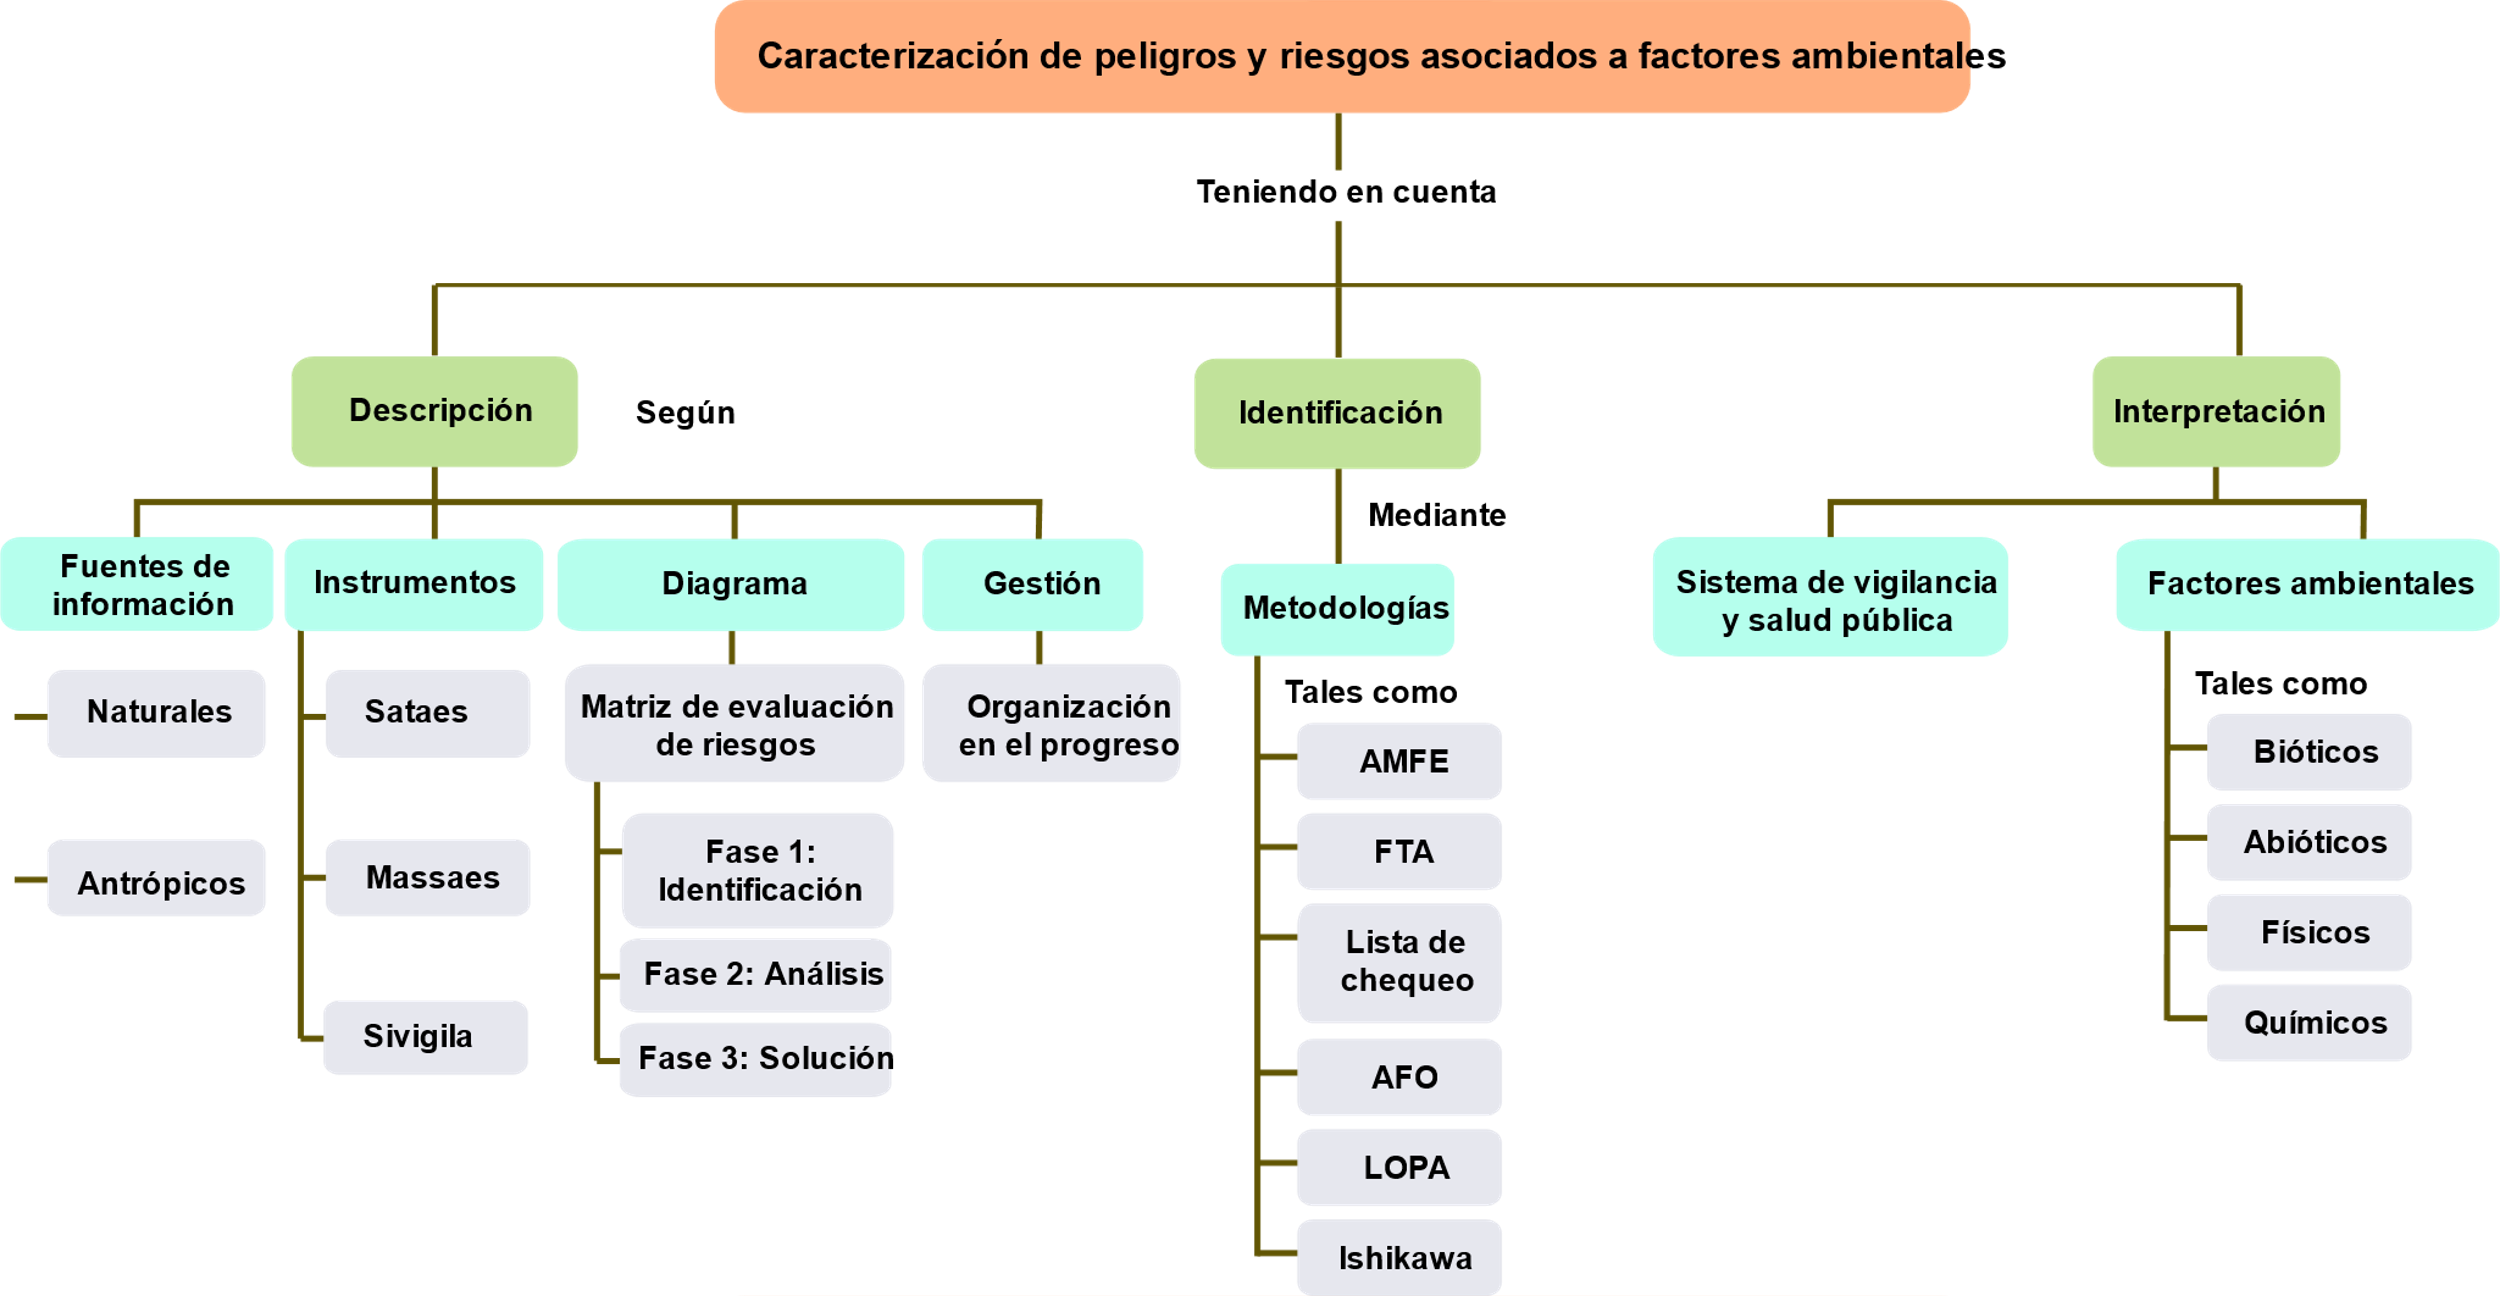 Caracterización de peligros y riesgos asociados a factores ambientales
Teniendo en cuenta
Descripción
Según
Identificación
Interpretación
Mediante
Fuentes de
información
Instrumentos
Diagrama
Gestión
Metodologías
Sistema de vigilancia
y salud pública
Factores ambientales
Naturales
Antrópicos
Sataes
Massaes
Sivigila
Matriz de evaluación
de riesgos
Fase 1:
Identificación
Fase 2: Análisis
Fase 3: Solución
Organización
en el progreso
Tales como
AMFE
FTA
Lista de
chequeo
AFO
LOPA
Ishikawa
Tales como
Bióticos
Abióticos
Físicos
Químicos